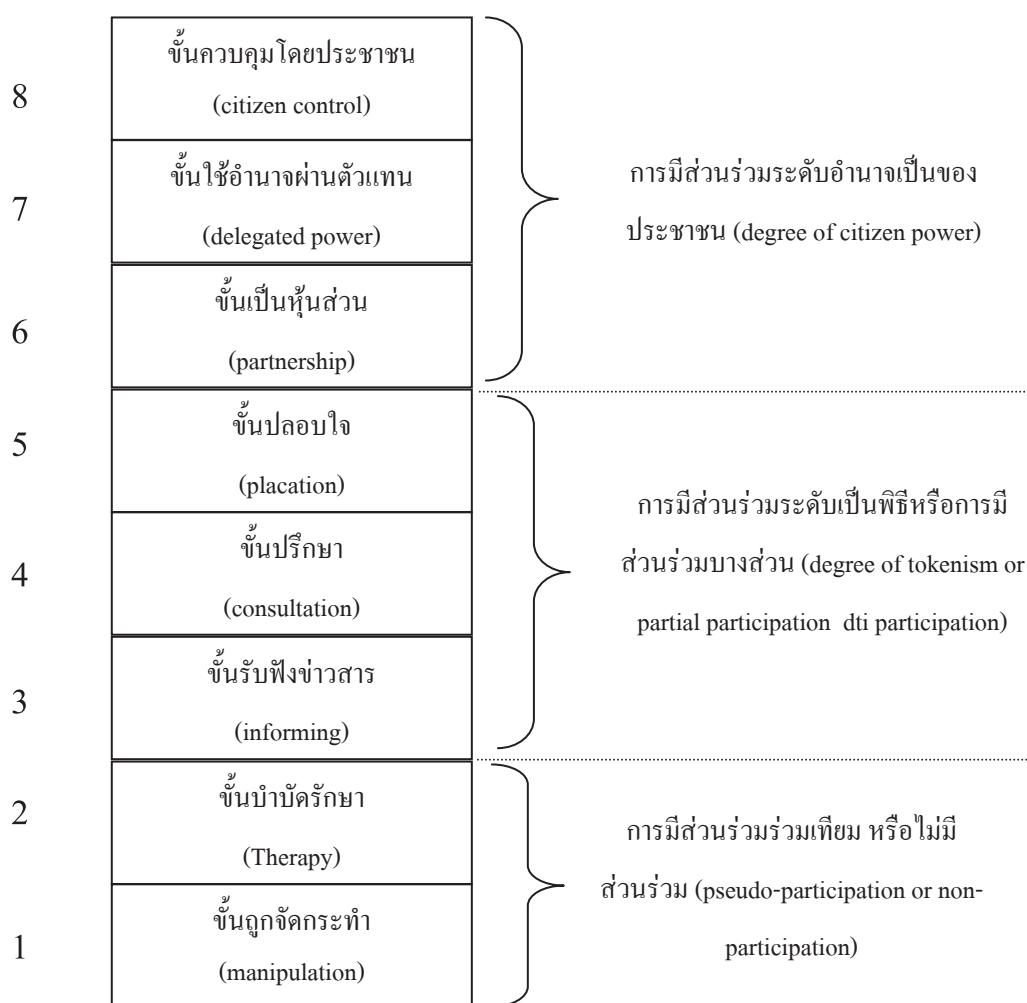 8
ขั้นควบคุมโดยประชาชน
(citizen control)
7
ขั้นใช้อำนาจผ่านตัวแทน
(delegated power)
6
ขั้นเป็นหุ้นส่วน
(partnership)
การมีส่วนร่วมระดับอำนาจเป็นของ
ประชาชน (degree of citizen power)
5
ขั้นปลอบใจ
(placation)
4
ขั้นปรึกษา
(consultation)
3
ขั้นรับฟังข่าวสาร
(informing)
การมีส่วนร่วมระดับเป็นพิธีหรือการมี
ส่วนร่วมบางส่วน (degree of tokenism or
partial participation dti participation)
2
ขั้นบำบัดรักษา
(Therapy)
1
ขั้นถูกจัดกระทำ
(manipulation)
การมีส่วนร่วมร่วมเทียม หรือไม่มี
ส่วนร่วม (pseudo-participation or non-
participation)